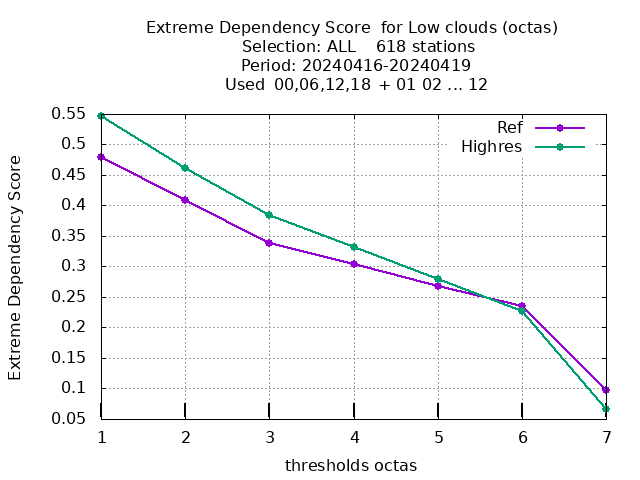 Extreme Dependency Score  for Low clouds (octas)
Selection: ALL    618 stations
Period: 20240416-20240419
Used  00,06,12,18 + 01 02 ... 12
Extreme Dependency Score
0.55
0.5
0.45
0.4
0.35
0.3
0.25
0.2
0.15
0.1
0.05
Ref
Highres
1 2 3 4 5 6 7
thresholds octas